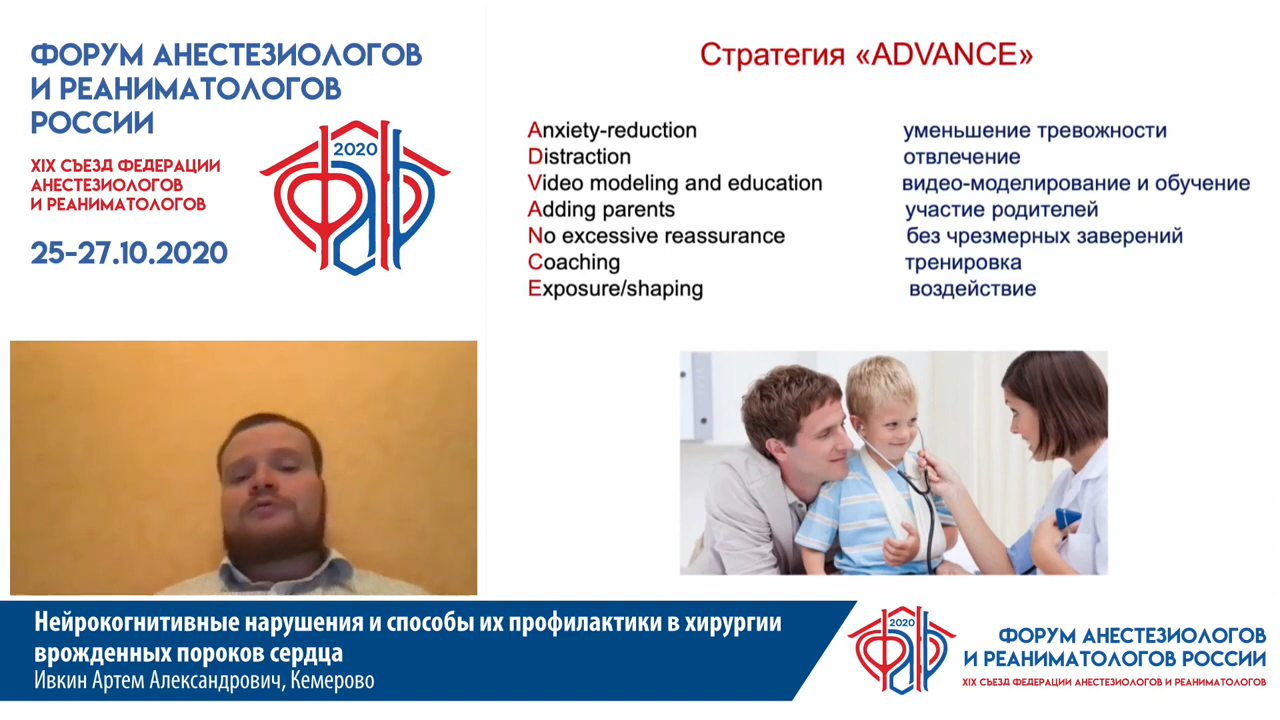 ФОРУМ АНЕСТЕЗИОЛОГОВ
И РЕАНИМАТОЛОГОВ
РОССИИ
XIX СЪЕЗД ФЕДЕРАЦИИ
АНЕСТЕЗИОЛОГОВ
И РЕАНИМАТОЛОГОВ
25-27.10.2020
2020
ФАР
Стратегия «ADVANCE»
Anxiety-reduction уменьшение тревожности
Distraction отвлечение
Video modeling and education видео-моделирование и обучение
Adding parents участие родителей
No excessive reassurance без чрезмерных заверений
Coaching тренировка
Exposure/shaping воздействие
Нейрокогнитивные нарушения и способы их профилактики в хирургии
врожденных пороков сердца
Ивкин Артем Александрович, Кемерово
2020
ФАР
ФОРУМ АНЕСТЕЗИОЛОГОВ
И РЕАНИМАТОЛОГОВ РОССИИ
XIX СЪЕЗД ФЕДЕРАЦИИ АНЕСТЕЗИОЛОГОВ И РЕАНИМАТОЛОГОВ